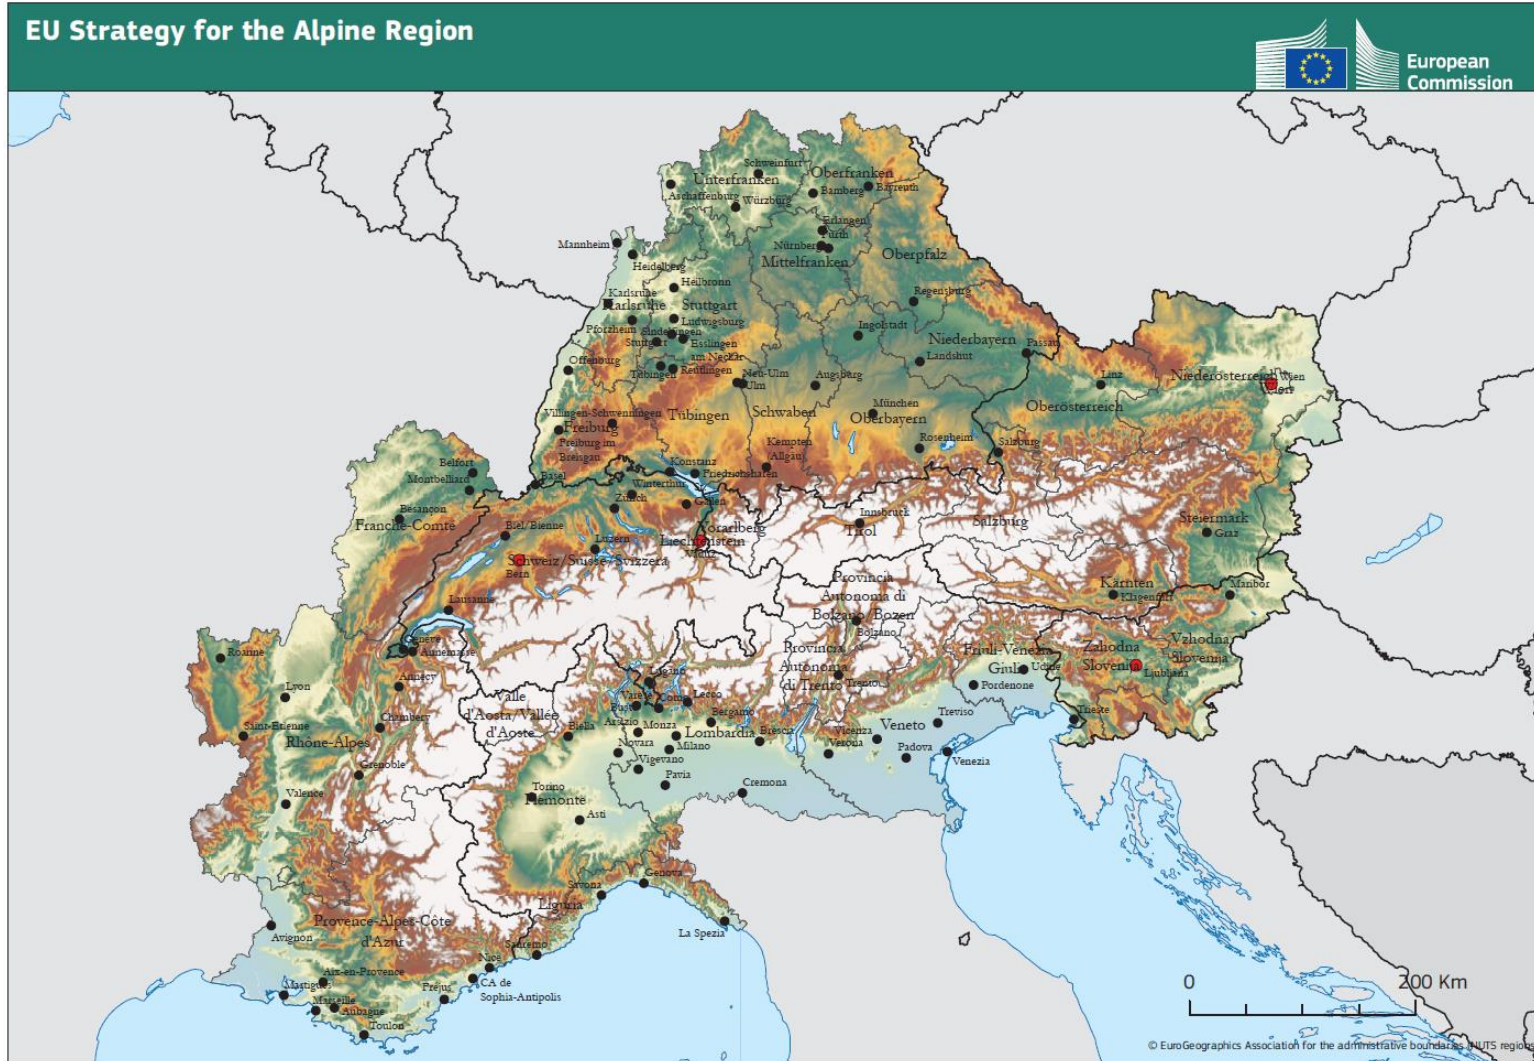 EU Strategy for the Alpine Region
European
Commission
Schweinfurt
Unterfranken
Oberfranken
Aschaffenburg
Würzburg
Bamberg
Bayreuth
Erlangen
Fürth
Nürnberg
Mittelfranken
Oberpfalz
Mannheim
Heidelberg
Heilbronn
Karlsruhe
Karlsruhe
Stuttgart
Regensburg
Ludwigsburg
Pforzheim
Sindelfingen
Stuttgart
Esslingen
am Neckar
Ingolstadt
Niederbayern
Passau
Landshut
Offenburg
Tübingen
Reutlingen
Neu-Ulm
Ulm
Augsburg
Linz
Niederösterreich
Wien
Wien
Oberösterreich
Villingen-Schwenningen
Freiburg
Tübingen
Schwaben
München
Oberbayern
Freiburg im
Breisgau
Kempten
Allgäu
Rosenheim
Salzburg
Belfort
Montbelliard
Basel
Konstanz
Friedrichshafen
Winterthur
St.
Gallen
Zürich
Besançon
Franche-Comté
Biel/Bienne
Luzern
Vorarlberg
Liechtenstein
Vaduz
Innsbruck
Tirol
Salzburg
Steiermark
Graz
Schweiz/Suisse/Svizzera
Bern
Lausanne
Provincia
Autonoma di
Bolzano/Bozen
Bolzano
Kärnten
Klagenfurt
Maribor
Genève
Annemasse
Roanne
Annecy
Lyon
Chambery
Saint-Etienne
Rhône-Alpes
Grenoble
Valence
Provincia
Autonoma
di Trento
Trento
Friuli-Venezia
Giulia
Udine
Zahodna
Slovenija
Vzhodna
Slovenija
Ljubljana
Pordenone
Trieste
Valle
d'Aosta/Vallée
d'Aoste
Lugano
Varese
Como
Lecco
Busto
Arsizio
Bergamo
Biella
Monza
Lombardia
Brescia
Novara
Milano
Vigevano
Pavia
Cremona
Vicenza
Veneto
Treviso
Verona
Padova
Venezia
Torino
Piemonte
Asti
Savona
Genova
Liguria
La Spezia
Provence-Alpes-Côte
d'Azur
Avignon
Sanremo
Nice
CA de
Sophia-Antipolis
Aix-en-Provence
Martigues
Marseille
Aubagne
Fréjus
Toulon
0
200 Km
© EuroGeographics Association for the administrative boundaries (NUTS regions